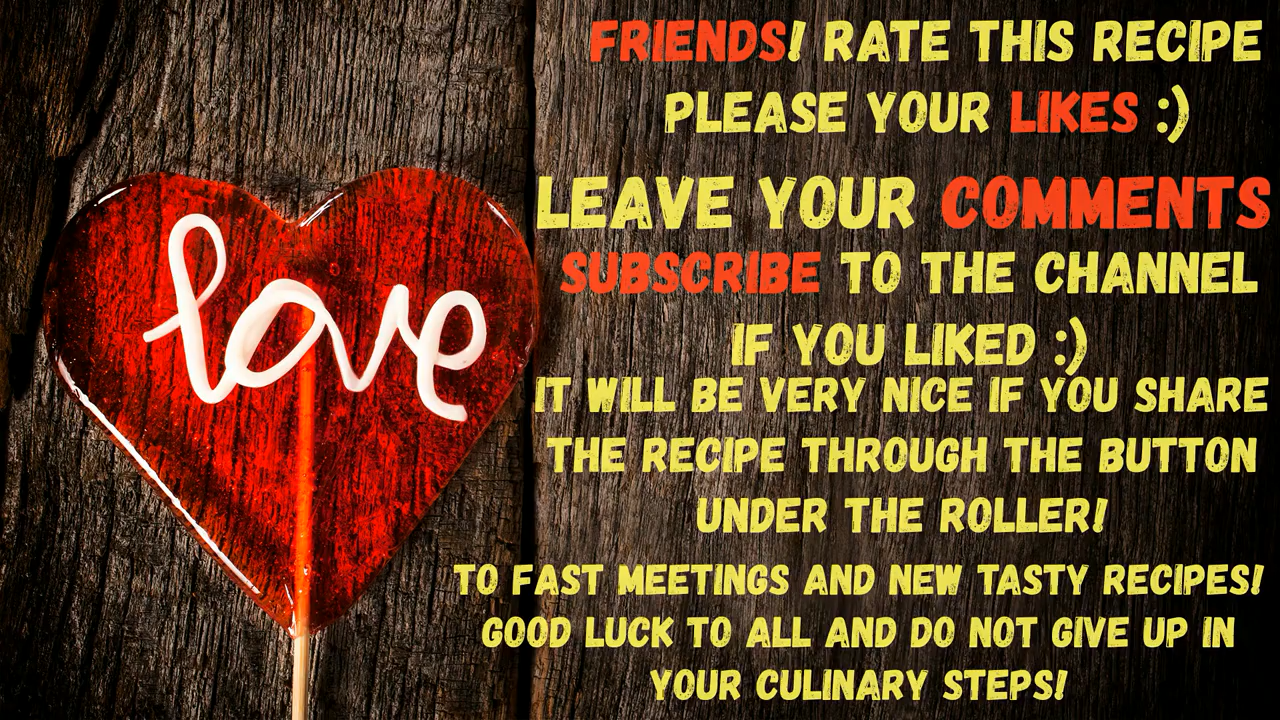 FRIENDS! RATE THIS RECIPE
PLEASE YOUR LIKES :)
LEAVE YOUR COMMENTS
SUBSCRIBE TO THE CHANNEL
IF YOU LIKED :)
IT WILL BE VERY NICE IF YOU SHARE
THE RECIPE THROUGH THE BUTTON
UNDER THE ROLLER!
TO FAST MEETINGS AND NEW TASTY RECIPES!
GOOD LUCK TO ALL AND DO NOT GIVE UP IN
YOUR CULINARY STEPS!
love